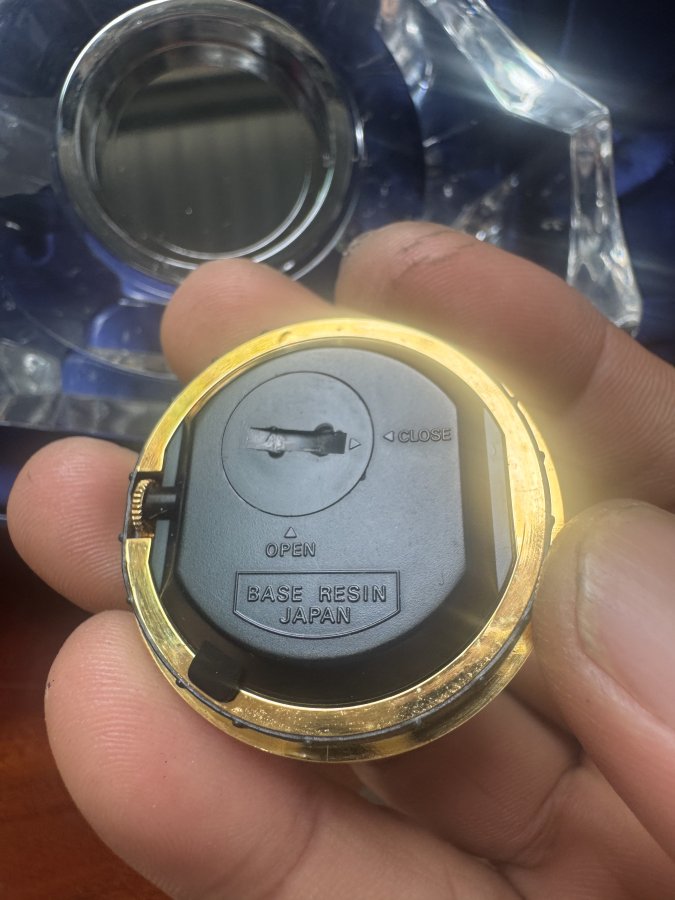 ◁ CLOSE
OPEN
BASE RESIN
JAPAN